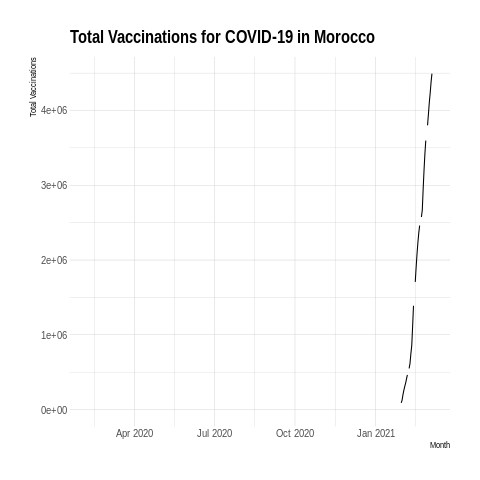 Total Vaccinations for COVID-19 in Morocco
Total Vaccinations
4e+06
3e+06
2e+06
1e+06
0e+00
Apr 2020 Jul 2020 Oct 2020 Jan 2021
Month